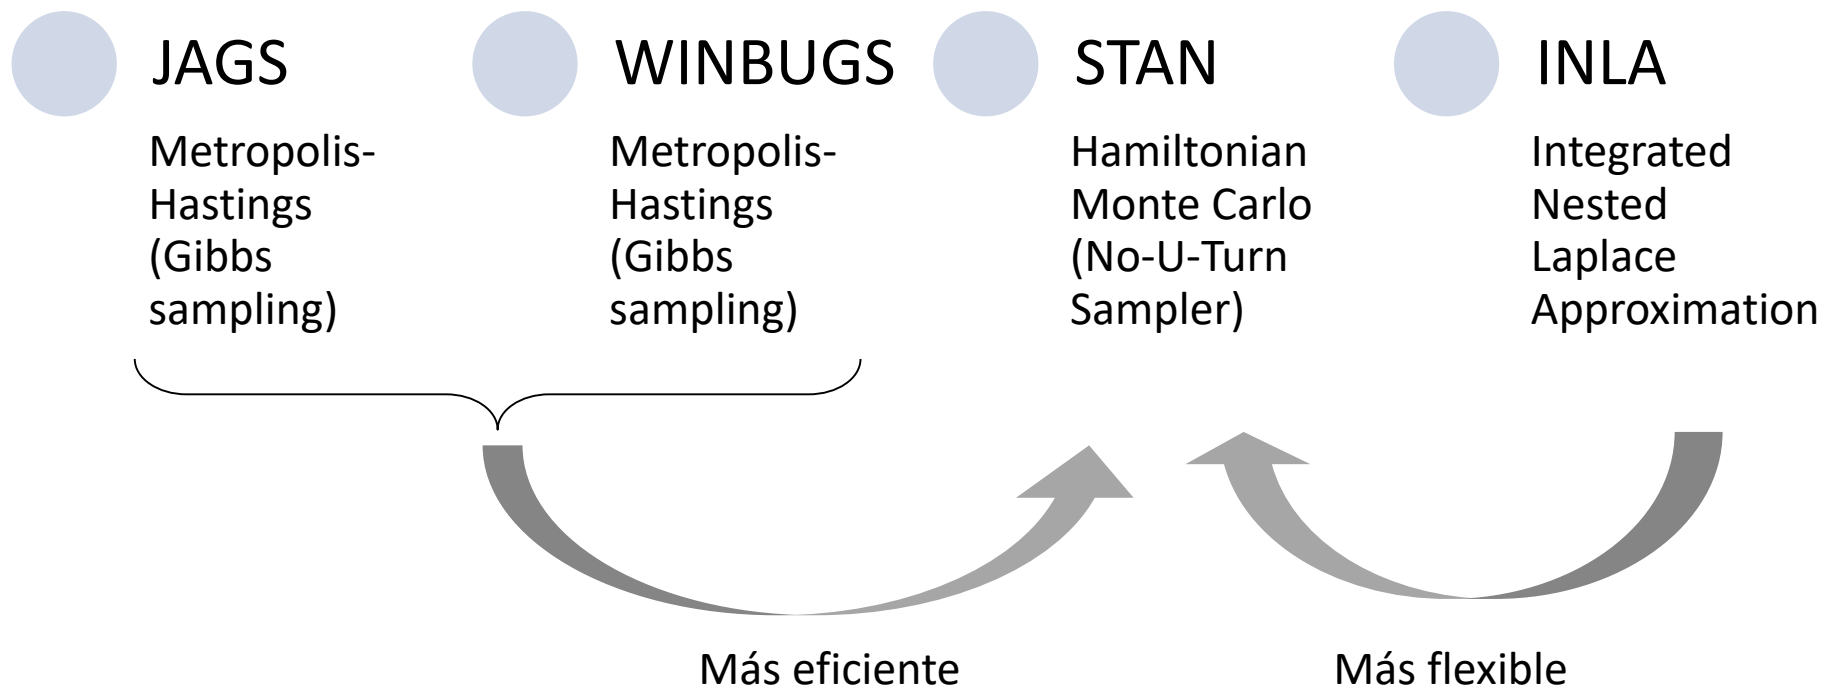 JAGS
Metropolis-
Hastings
(Gibbs
sampling)
WINBUGS
Metropolis-
Hastings
(Gibbs
sampling)
STAN
Hamiltonian
Monte Carlo
(No-U-Turn
Sampler)
INLA
Integrated
Nested
Laplace
Approximation
Más eficiente
Más flexible